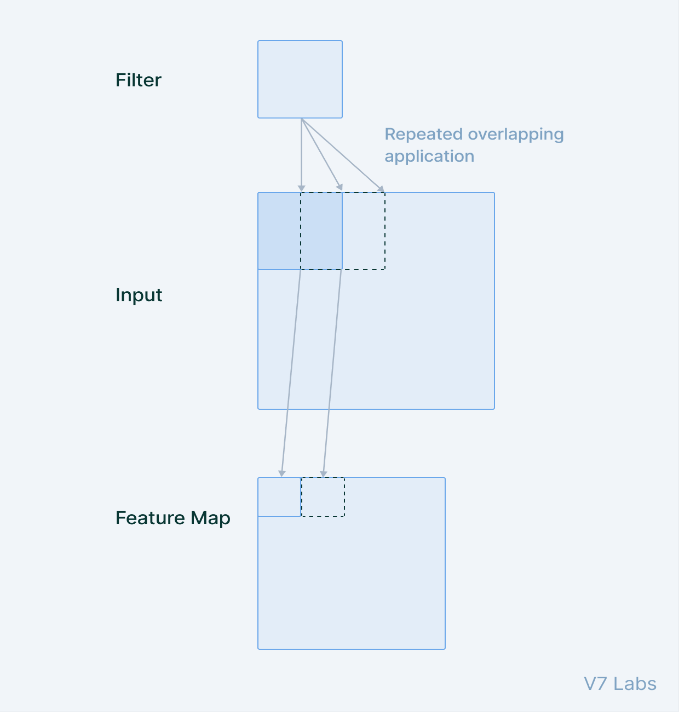 Filter
Repeated overlapping
application
Input
Feature Map
V7 Labs